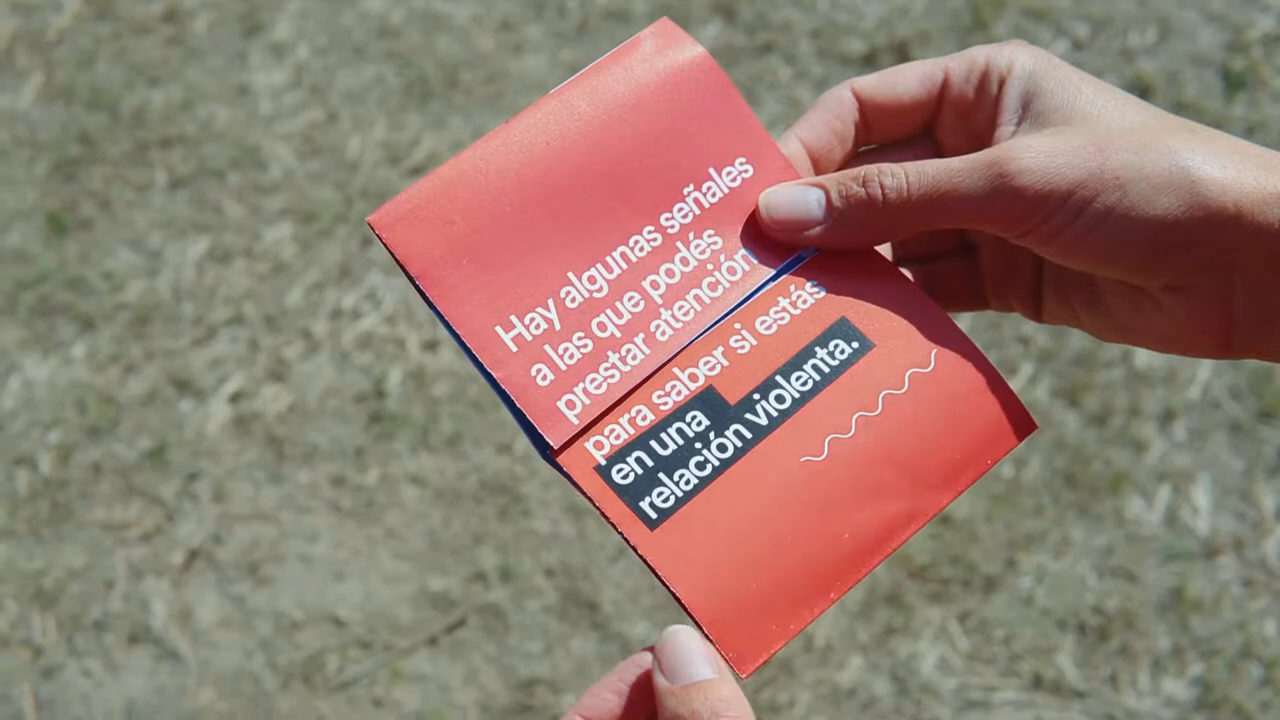 Hay algunas señales
a las que podés
prestar atención
para saber si estás
en una
relación violenta.